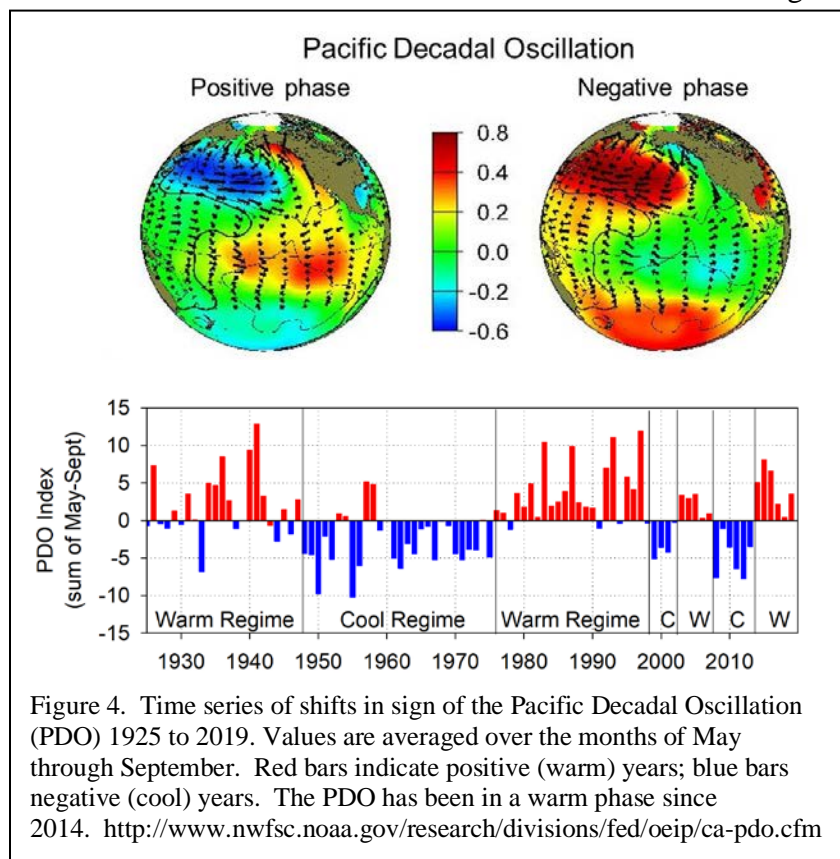 Pacific Decadal Oscillation
Positive phase
Negative phase
0.8
0.6
0.4
0.2
0.0
-0.2
-0.6
PDO Index
(sum of May-Sept)
15
10
5
0
-5
-10
-15
Warm Regime
Cool Regime
Warm Regime
C
W
C
W
1930 1940 1950 1960 1970 1980 1990 2000 2010
Figure 4. Time series of shifts in sign of the Pacific Decadal Oscillation
(PDO) 1925 to 2019. Values are averaged over the months of May
through September. Red bars indicate positive (warm) years; blue bars
negative (cool) years. The PDO has been in a warm phase since
2014. http://www.nwfsc.noaa.gov/research/divisions/fed/oeip/ca-pdo.cfm